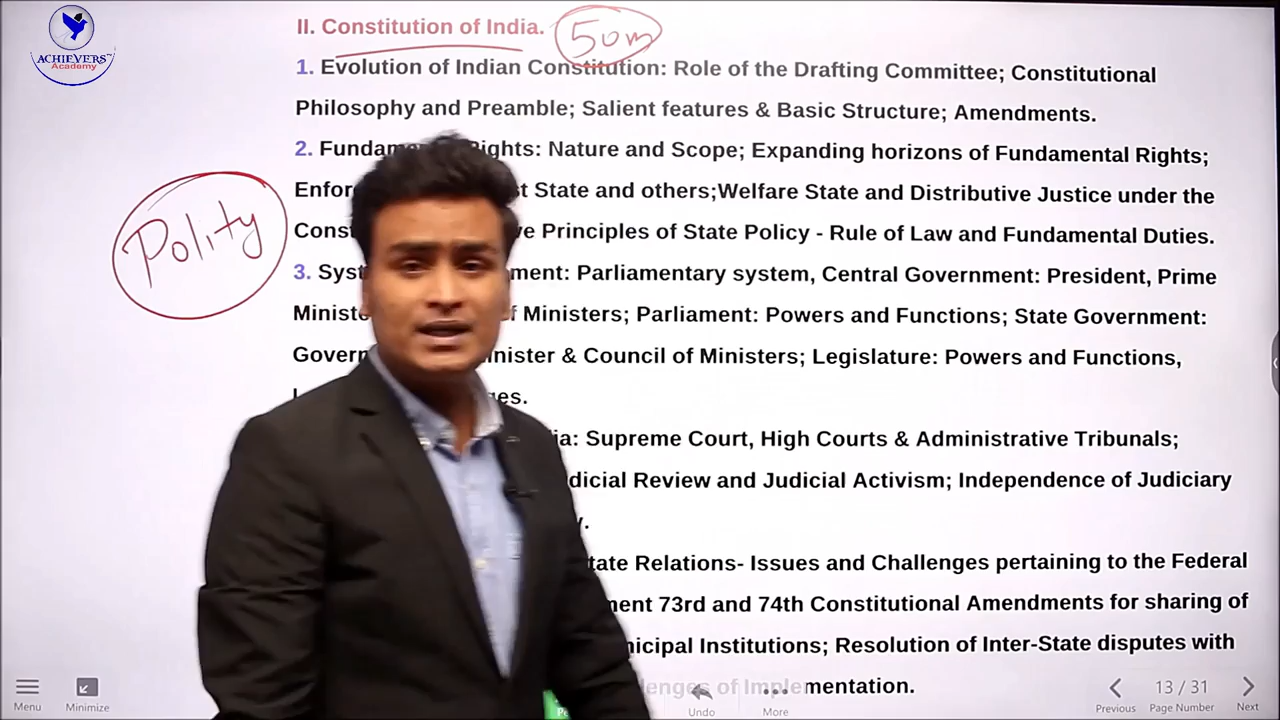 ACHIEVERS™
Academy
II. Constitution of India. 50m
1. Evolution of Indian Constitution: Role of the Drafting Committee; Constitutional
Philosophy and Preamble; Salient features & Basic Structure; Amendments.
2. Fundam Rights: Nature and Scope; Expanding horizons of Fundamental Rights;
Enfor st State and others;Welfare State and Distributive Justice under the
Polity
Const ve Principles of State Policy - Rule of Law and Fundamental Duties.
3. Syst ment: Parliamentary system, Central Government: President, Prime
Ministe f Ministers; Parliament: Powers and Functions; State Government:
Govern inister & Council of Ministers; Legislature: Powers and Functions,
es.
ia: Supreme Court, High Courts & Administrative Tribunals;
dicial Review and Judicial Activism; Independence of Judiciary
y.
tate Relations- Issues and Challenges pertaining to the Federal
ment 73rd and 74th Constitutional Amendments for sharing of
nicipal Institutions; Resolution of Inter-State disputes with
lenges of Implementation.
Menu Minimize Pe Undo More Previous 13 / 31 Page Number Next